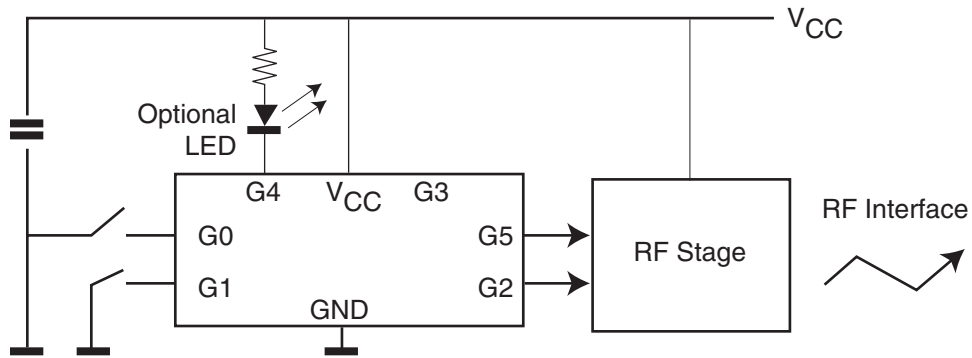 VCC
Optional
LED
G4 VCC G3
G0 G5
G1 G2
GND
RF Stage
RF Interface